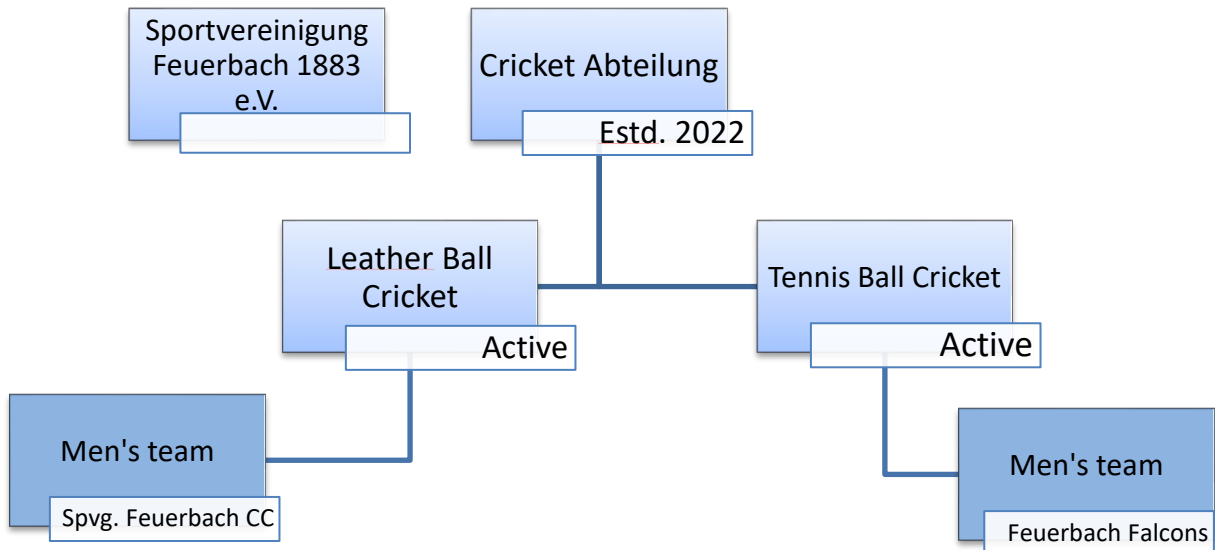 Sportvereinigung
Feuerbach 1883
e.V.
Cricket Abteilung
Estd. 2022
Leather Ball
Cricket
Active
Tennis Ball Cricket
Active
Men's team
Spvg. Feuerbach CC
Men's team
Feuerbach Falcons